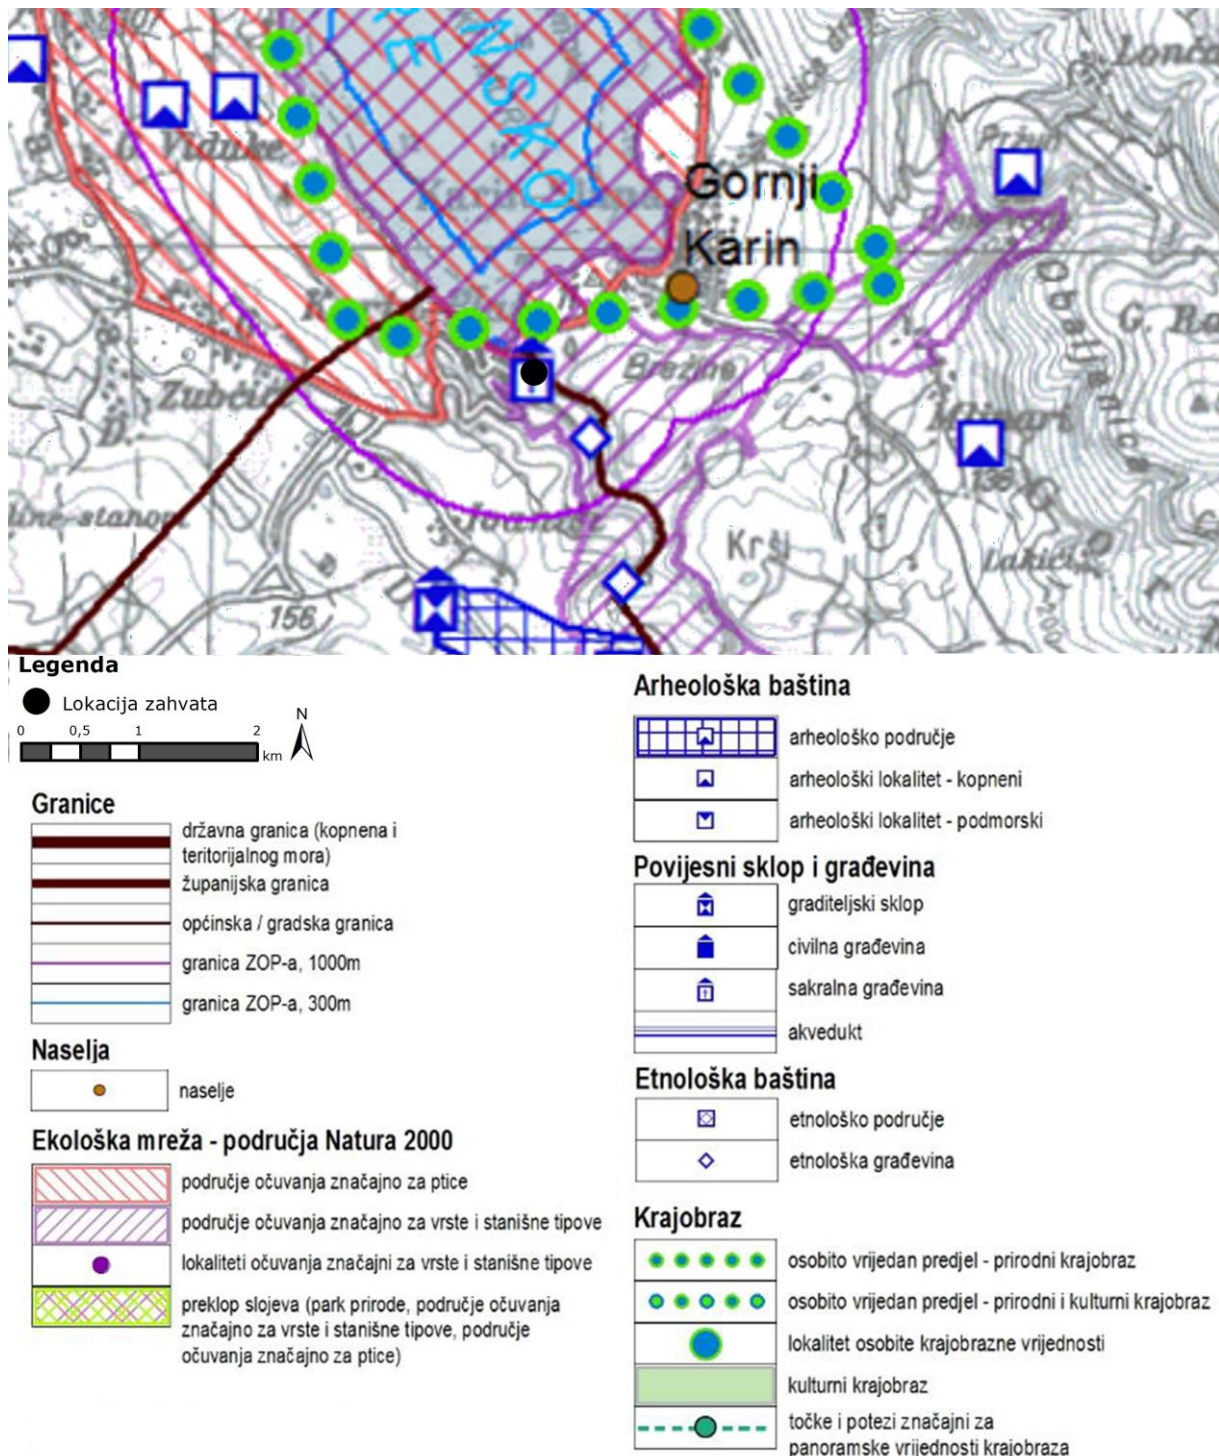 NSKO
Gornji
Karin
Brežine
G.
Krši
Lakići
156
Legenda
Lokacija zahvata
0 0,5 1 2
km
N
Granice
državna granica (kopnena i
teritorijalnog mora)
županijska granica
općinska / gradska granica
granica ZOP-a, 1000m
granica ZOP-a, 300m
Naselja
naselje
Ekološka mreža - područja Natura 2000
područje očuvanja značajno za ptice
područje očuvanja značajno za vrste i stanišne tipove
lokaliteti očuvanja značajni za vrste i stanišne tipove
preklop slojeva (park prirode, područje očuvanja
značajno za vrste i stanišne tipove, područje
očuvanja značajno za ptice)
Arheološka baština
arheološko područje
arheološki lokalitet - kopneni
arheološki lokalitet - podmorski
Povijesni sklop i građevina
graditeljski sklop
civilna građevina
sakralna građevina
akvedukt
Etnološka baština
etnološko područje
etnološka građevina
Krajobraz
osobito vrijedan predjel - prirodni krajobraz
osobito vrijedan predjel - prirodni i kulturni krajobraz
lokalitet osobite krajobrazne vrijednosti
kulturni krajobraz
točke i potezi značajni za
panoramske vrijednosti krajobraza